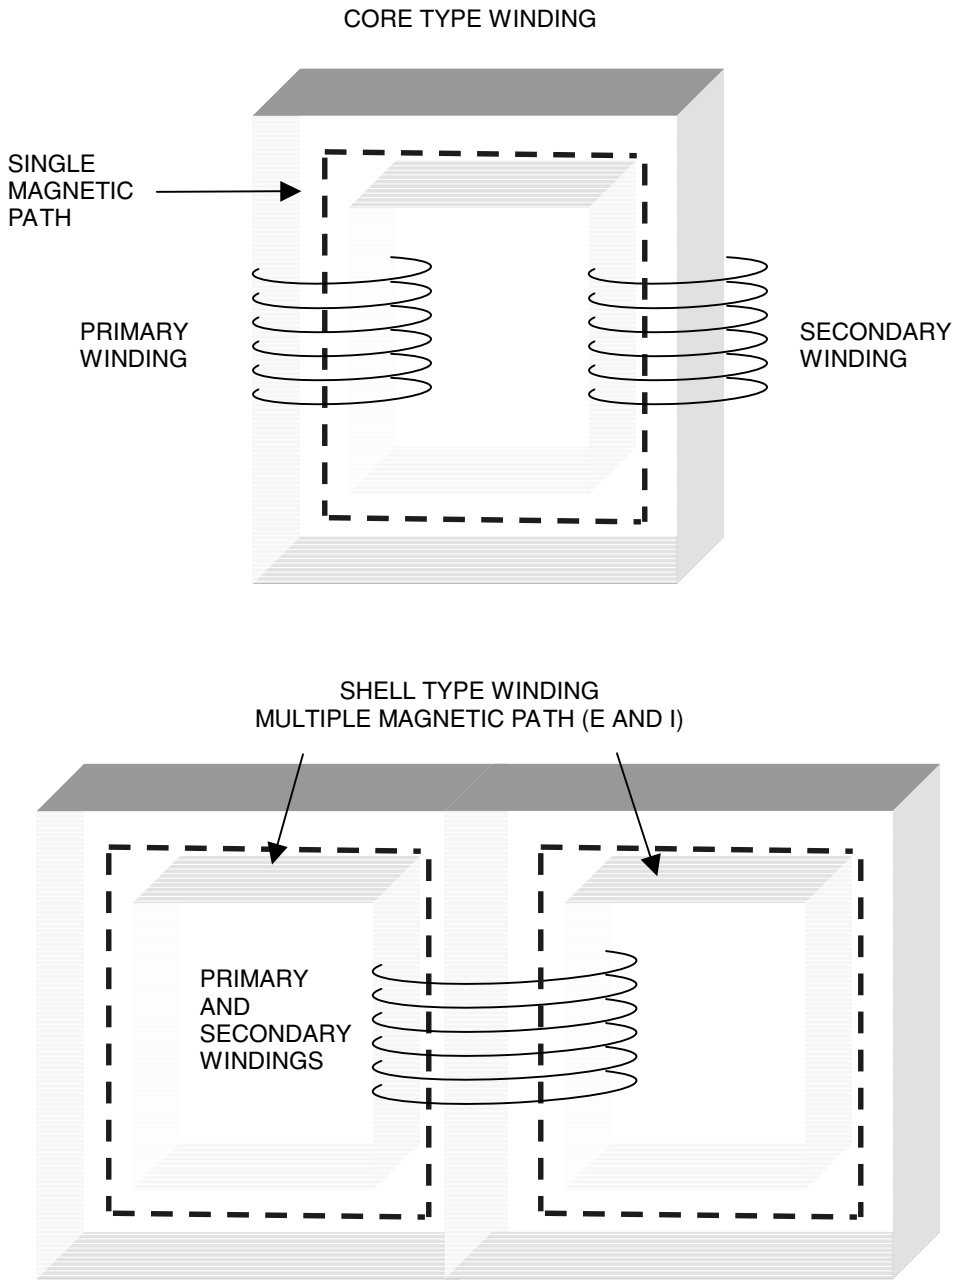 CORE TYPE WINDING
SINGLE
MAGNETIC
PATH
PRIMARY
WINDING
SECONDARY
WINDING
SHELL TYPE WINDING
MULTIPLE MAGNETIC PATH (E AND I)
PRIMARY
AND
SECONDARY
WINDINGS